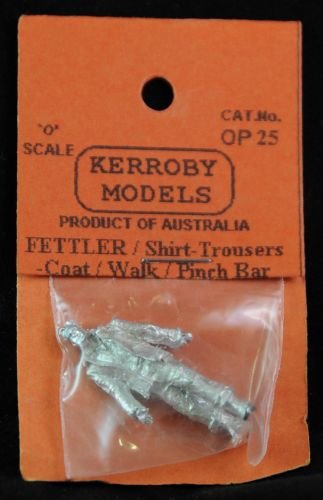 'O'
SCALE
CAT.No.
OP 25
KERROBY
MODELS
PRODUCT OF AUSTRALIA
FETTLER / Shirt-Trousers
-Coat / Walk / Pinch Bar